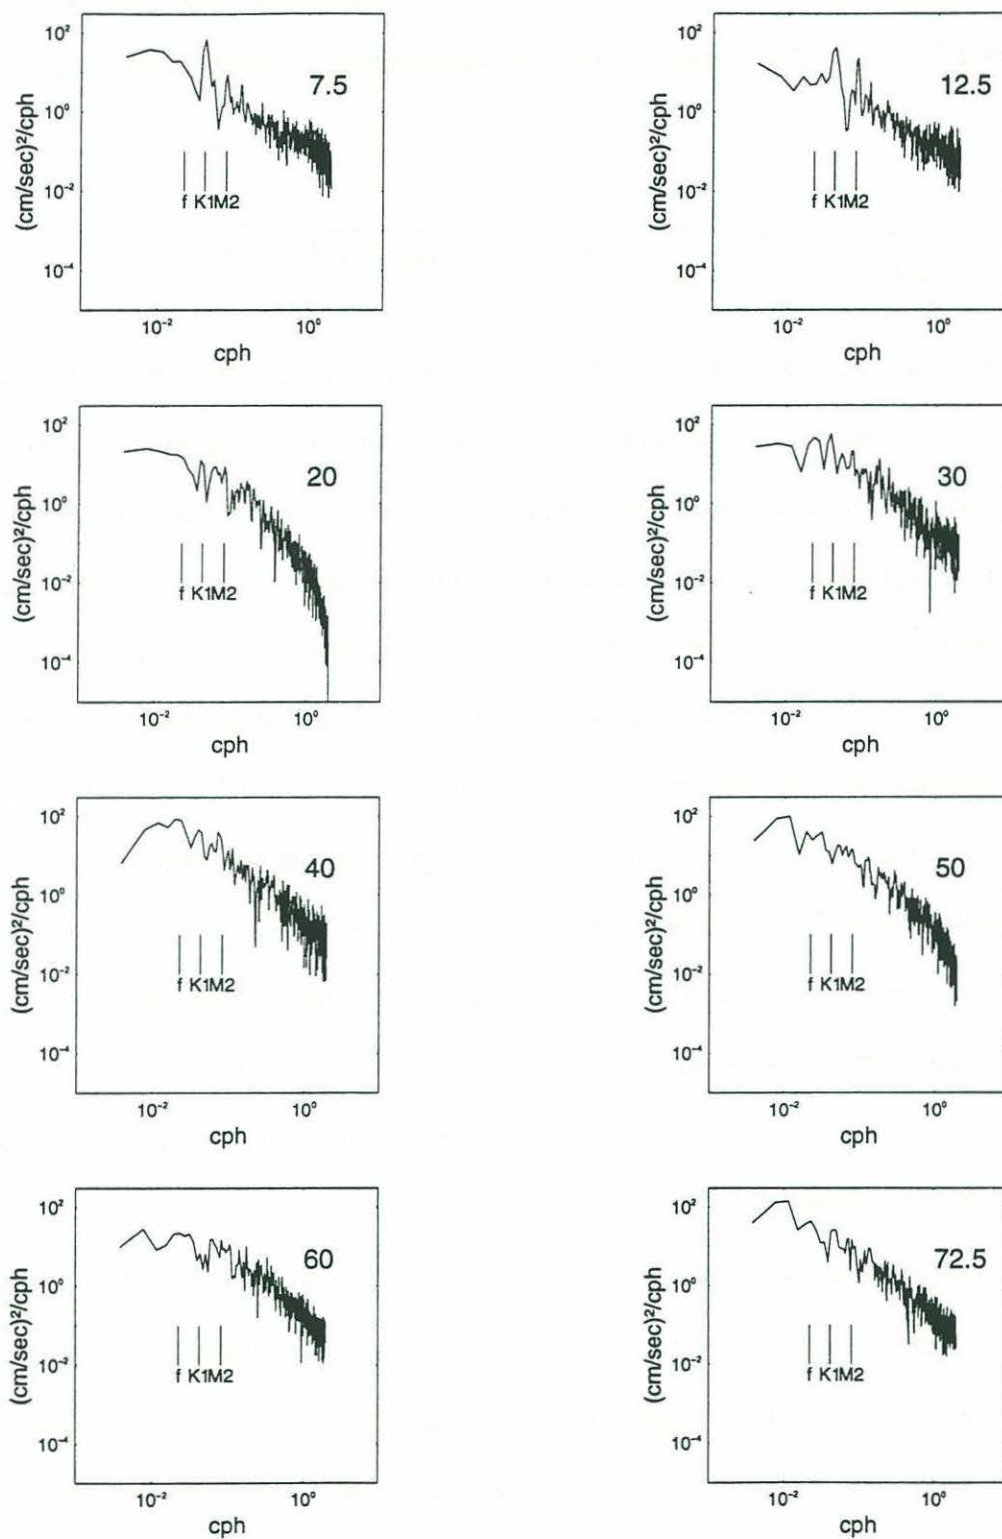 10²
10⁰
10⁻²
10⁻⁴
(cm/sec)²/cph
7.5
f K1M2
10⁻²
10⁰
cph
10²
10⁰
10⁻²
10⁻⁴
(cm/sec)²/cph
12.5
f K1M2
10⁻²
10⁰
cph
10²
10⁰
10⁻²
10⁻⁴
(cm/sec)²/cph
20
f K1M2
10⁻²
10⁰
cph
10²
10⁰
10⁻²
10⁻⁴
(cm/sec)²/cph
30
f K1M2
10⁻²
10⁰
cph
10²
10⁰
10⁻²
10⁻⁴
(cm/sec)²/cph
40
f K1M2
10⁻²
10⁰
cph
10²
10⁰
10⁻²
10⁻⁴
(cm/sec)²/cph
50
f K1M2
10⁻²
10⁰
cph
10²
10⁰
10⁻²
10⁻⁴
(cm/sec)²/cph
60
f K1M2
10⁻²
10⁰
cph
10²
10⁰
10⁻²
10⁻⁴
(cm/sec)²/cph
72.5
f K1M2
10⁻²
10⁰
cph